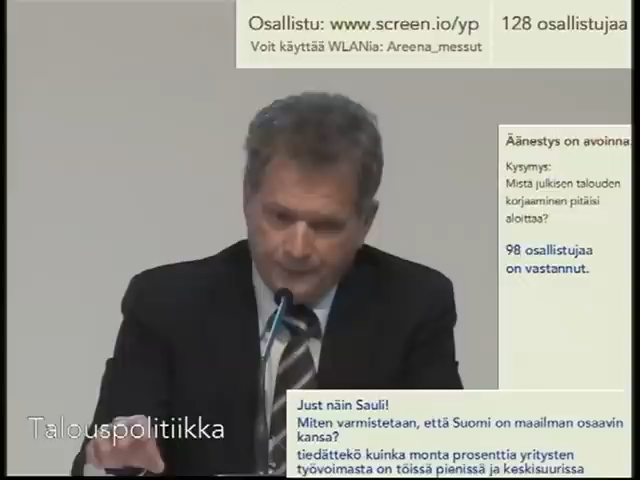 Osallistu: www.screen.io/yp 128 osallistujaa
Voit käyttää WLANia: Areena_messut
Äänestys on avoinna
Kysymys:
Mistä julkisen talouden
korjaaminen pitäisi
aloittaa?
98 osallistujaa
on vastannut.
Just näin Sauli!
Miten varmistetaan, että Suomi on maailman osaavin
kansa?
tiedättekö kuinka monta prosenttia yritysten
työvoimasta on töissä pienissä ja keskisuurissa
Talouspolitiikka